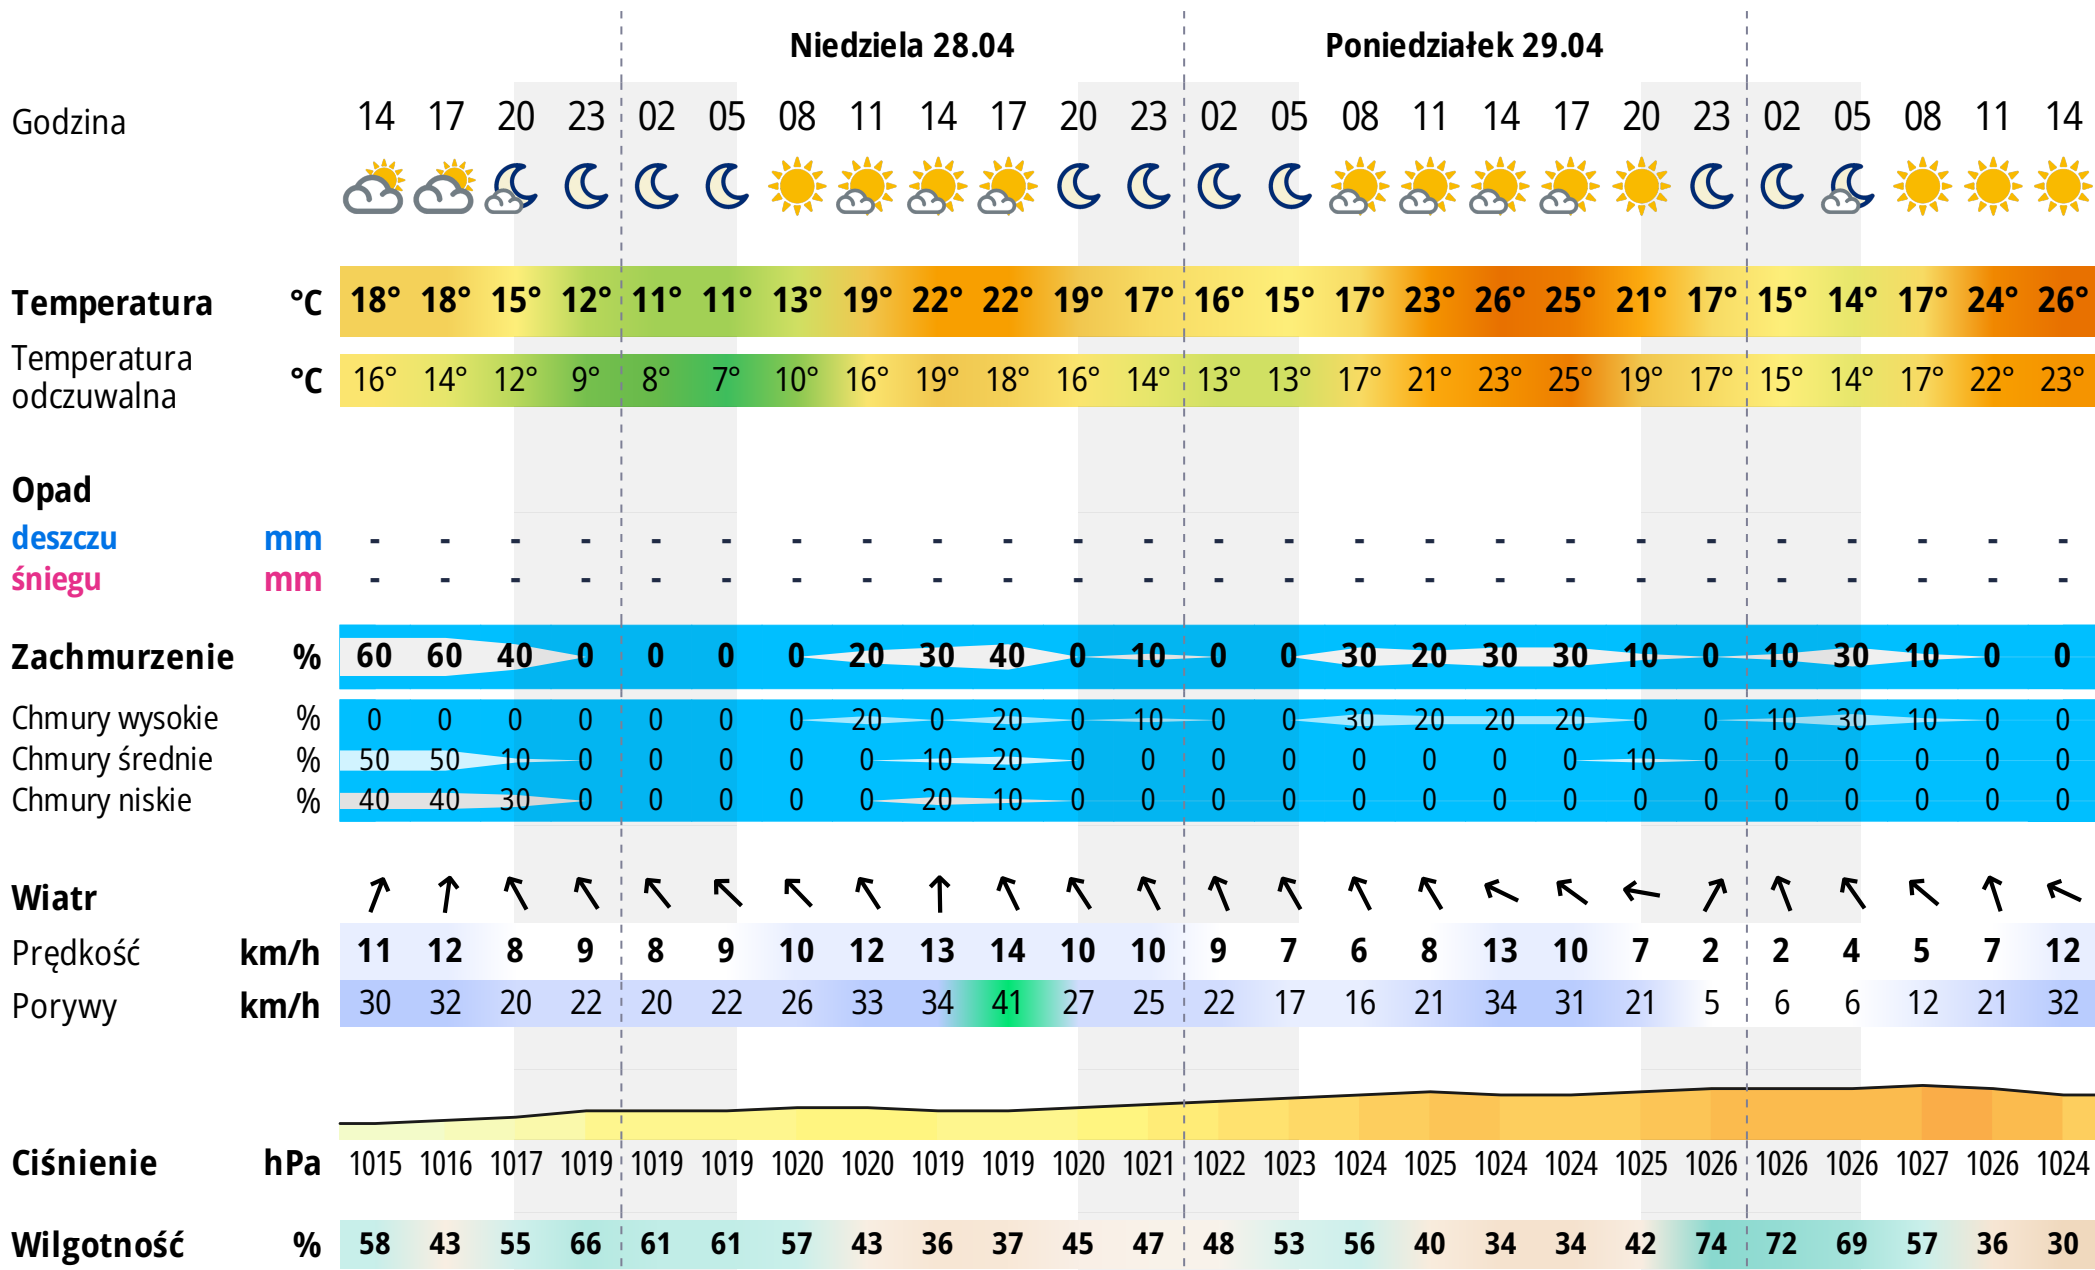 Niedziela 28.04 Poniedziałek 29.04
Godzina 14 17 20 23 02 05 08 11 14 17 20 23 02 05 08 11 14 17 20 23 02 05 08 11 14
Temperatura °C 18° 18° 15° 12° 11° 11° 13° 19° 22° 22° 19° 17° 16° 15° 17° 23° 26° 25° 21° 17° 15° 14° 17° 24° 26°
Temperatura
odczuwalna °C 16° 14° 12° 9° 8° 7° 10° 16° 19° 18° 16° 14° 13° 13° 17° 21° 23° 25° 19° 17° 15° 14° 17° 22° 23°
Opad
deszczu mm - - - - - - - - - - - - - - - - - - - - - - - - -
śniegu mm - - - - - - - - - - - - - - - - - - - - - - - - -
Zachmurzenie % 60 60 40 0 0 0 0 20 30 40 0 10 0 0 30 20 30 30 10 0 10 30 10 0 0
Chmury wysokie % 0 0 0 0 0 0 0 20 0 20 0 10 0 0 30 20 20 20 0 0 10 30 10 0 0
Chmury średnie % 50 50 10 0 0 0 0 0 10 20 0 0 0 0 0 0 0 0 10 0 0 0 0 0 0
Chmury niskie % 40 40 30 0 0 0 0 0 20 10 0 0 0 0 0 0 0 0 0 0 0 0 0 0 0
Wiatr
Prędkość km/h 11 12 8 9 8 9 10 12 13 14 10 10 9 7 6 8 13 10 7 2 2 4 5 7 12
Porywy km/h 30 32 20 22 20 22 26 33 34 41 27 25 22 17 16 21 34 31 21 5 6 6 12 21 32
Ciśnienie hPa 1015 1016 1017 1019 1019 1019 1020 1020 1019 1019 1020 1021 1022 1023 1024 1025 1024 1024 1025 1026 1026 1026 1027 1026 1024
Wilgotność % 58 43 55 66 61 61 57 43 36 37 45 47 48 53 56 40 34 34 42 74 72 69 57 36 30